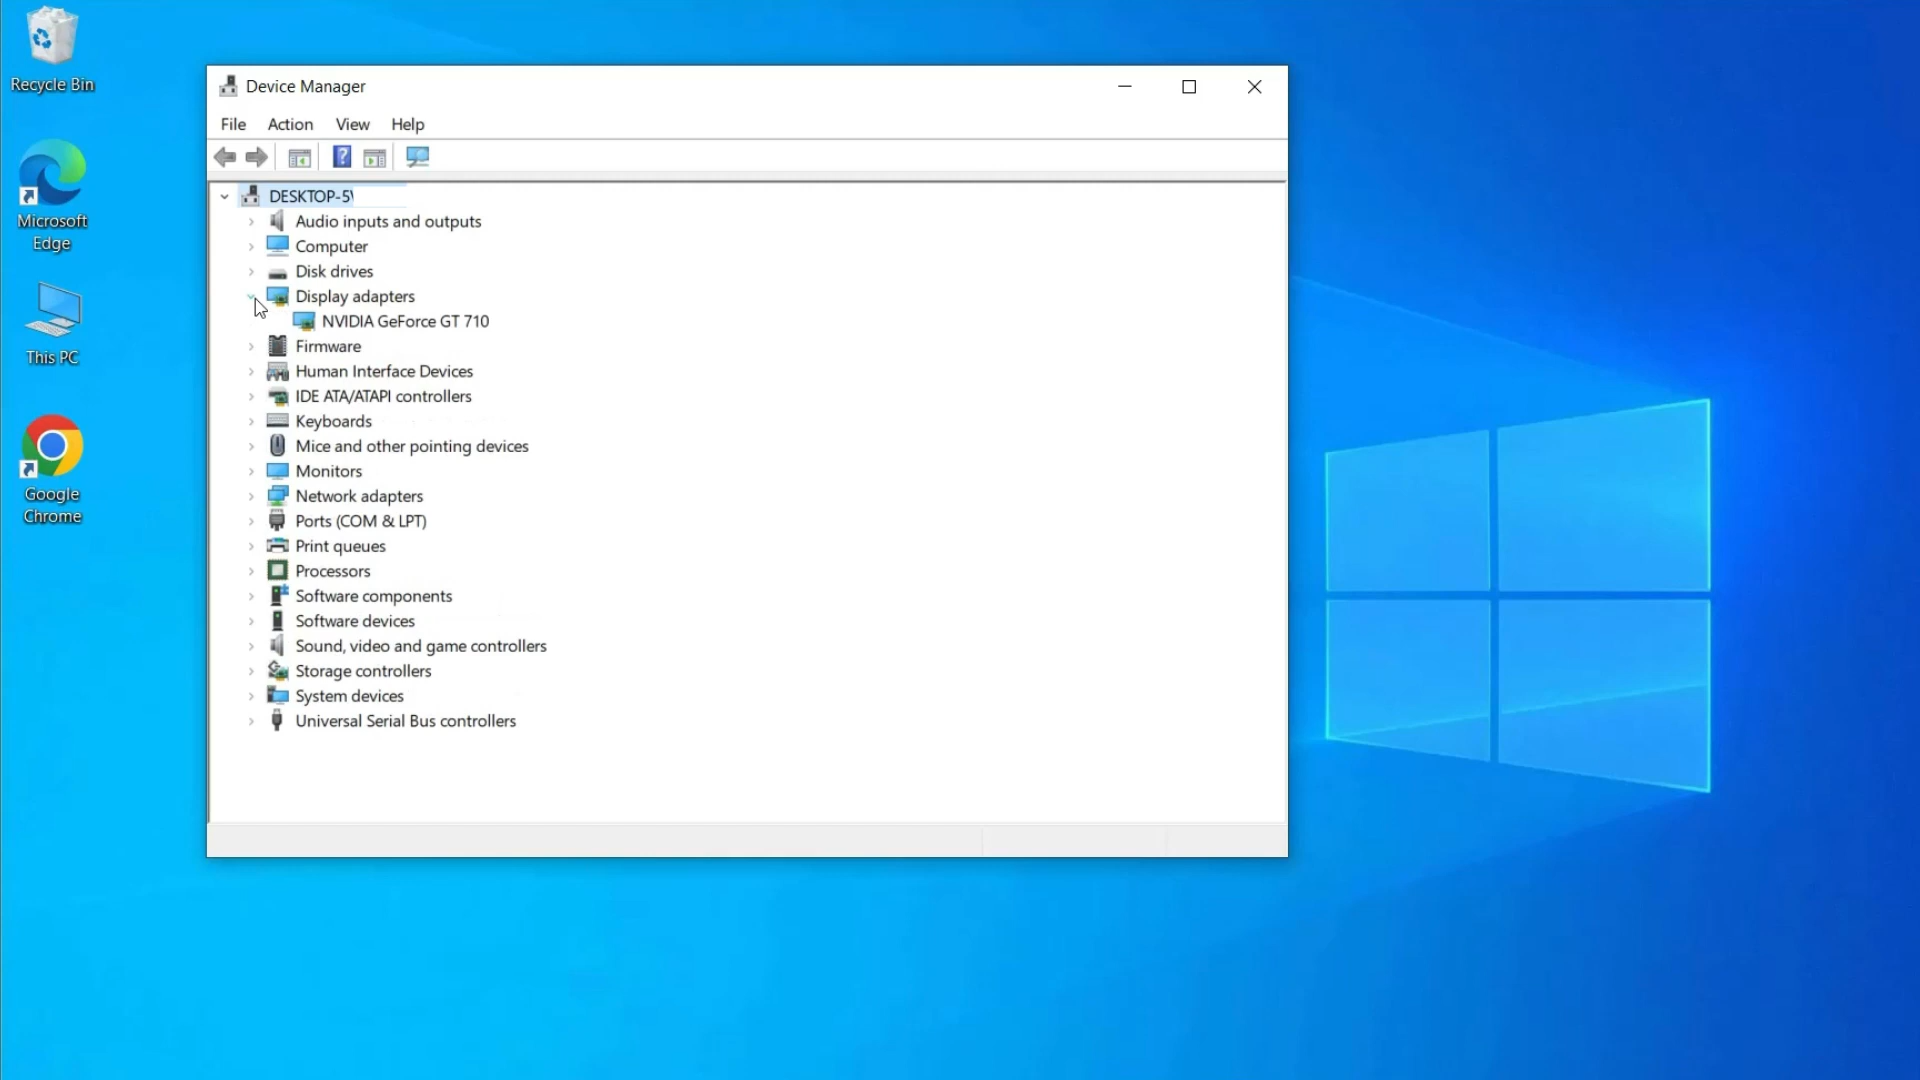 Recycle Bin
Microsoft
Edge
This PC
Google
Chrome
Device Manager
File Action View Help
?
DESKTOP-5
Audio inputs and outputs
Computer
Disk drives
Display adapters
NVIDIA GeForce GT 710
Firmware
Human Interface Devices
IDE ATA/ATAPI controllers
Keyboards
Mice and other pointing devices
Monitors
Network adapters
Ports (COM & LPT)
Print queues
Processors
Software components
Software devices
Sound, video and game controllers
Storage controllers
System devices
Universal Serial Bus controllers